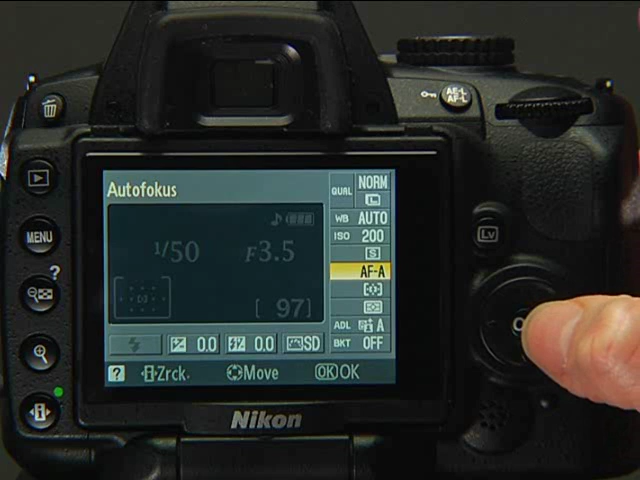 AE-L
AF-L
Autofokus
QUAL NORM
L
1/50 F3.5
WB AUTO
ISO 200
S
AF-A
[97]
ADL A
0.0 0.0 SD
BKT OFF
? i Zrck. Move OK OK
MENU
?
i
Lv
O
Nikon